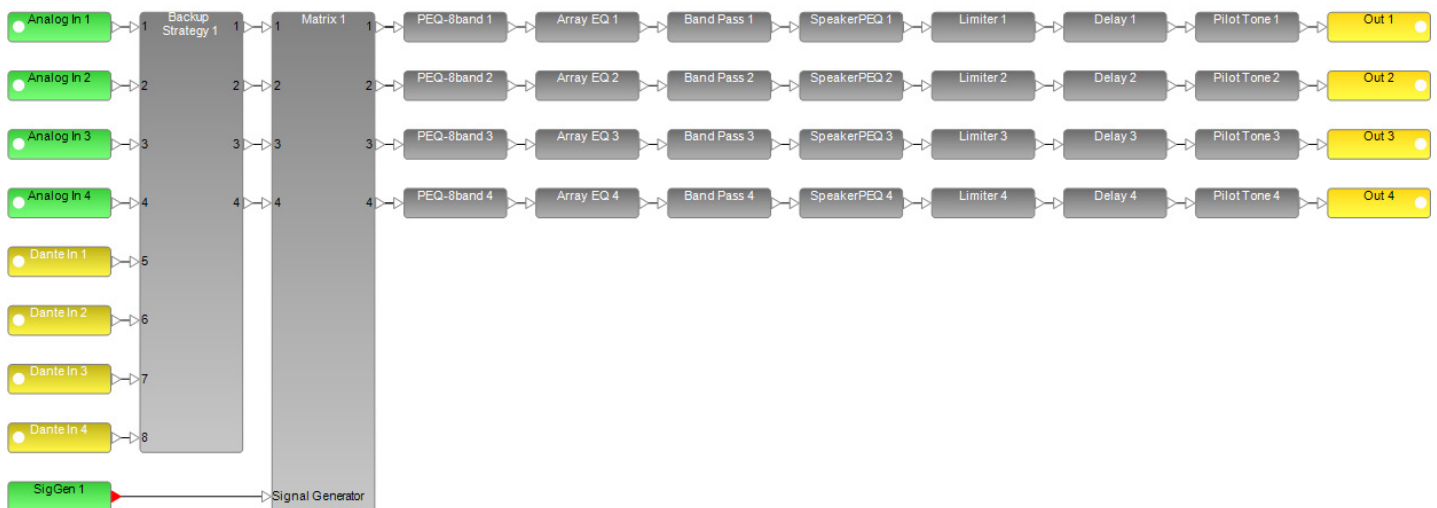 Analog In 1
1
Backup
Strategy 1
1
1
Matrix 1
1
PEQ-8band 1
Array EQ 1
Band Pass 1
SpeakerPEQ 1
Limiter 1
Delay 1
Pilot Tone 1
Out 1
Analog In 2
2
2
2
2
PEQ-8band 2
Array EQ 2
Band Pass 2
SpeakerPEQ 2
Limiter 2
Delay 2
Pilot Tone 2
Out 2
Analog In 3
3
3
3
3
PEQ-8band 3
Array EQ 3
Band Pass 3
SpeakerPEQ 3
Limiter 3
Delay 3
Pilot Tone 3
Out 3
Analog In 4
4
4
4
4
PEQ-8band 4
Array EQ 4
Band Pass 4
SpeakerPEQ 4
Limiter 4
Delay 4
Pilot Tone 4
Out 4
Dante In 1
5
Dante In 2
6
Dante In 3
7
Dante In 4
8
SigGen 1
Signal Generator